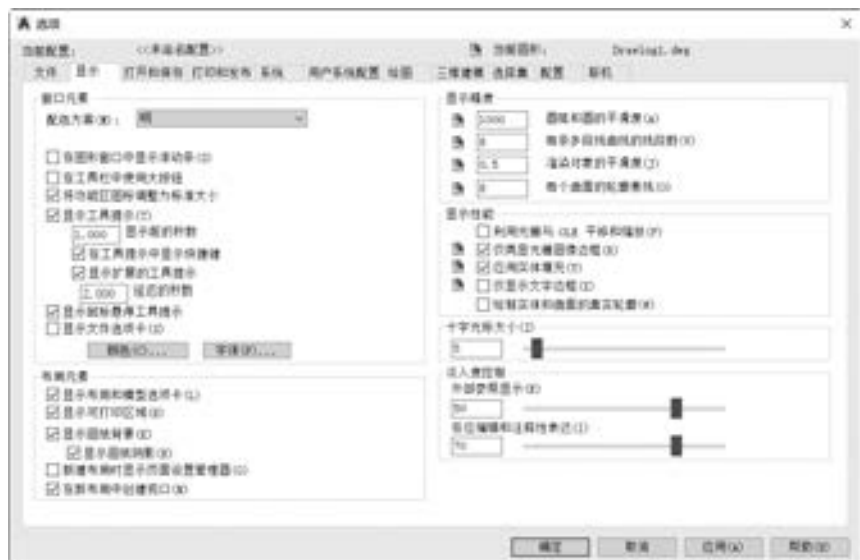 选项
当前配置: <<未命名配置>> 当前图形: Drawing1.dwg
文件 显示 打开和保存 打印和发布 系统 用户系统配置 绘图 三维建模 选择集 配置 联机
窗口元素
配色方案(M): 明
在图形窗口中显示滚动条(S)
在工具栏中使用大按钮
将功能区图标调整为标准大小
显示工具提示(T)
1.000 显示前的秒数
在工具提示中显示快捷键
显示扩展的工具提示
2.000 延迟的秒数
显示鼠标悬停工具提示
显示文件选项卡(S)
颜色(C)... 字体(F)...
布局元素
显示布局和模型选项卡(L)
显示可打印区域(B)
显示图纸背景(K)
显示图纸阴影(E)
新建布局时显示页面设置管理器(G)
在新布局中创建视口(N)
显示精度
1000 圆弧和圆的平滑度(A)
8 每条多段线曲线的线段数(V)
0.5 渲染对象的平滑度(J)
8 每个曲面的轮廓素线(O)
显示性能
利用光栅与 OLE 平移和缩放(P)
仅亮显光栅图像边框(R)
应用实体填充(Y)
仅显示文字边框(X)
绘制实体和曲面的真实轮廓(W)
十字光标大小(Z)
5
淡入度控制
外部参照显示(E)
50
在位编辑和注释性表达(I)
70
确定 取消 应用(A) 帮助(H)